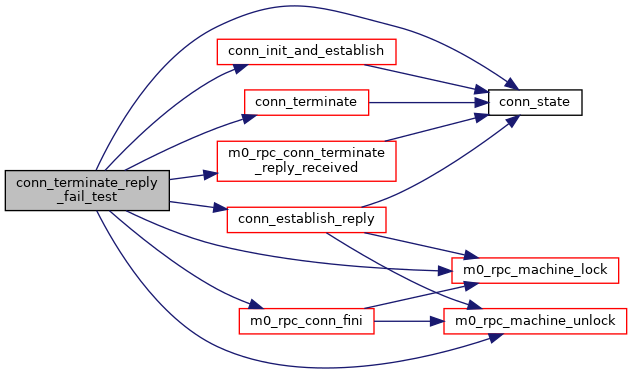 conn_terminate_reply
_fail_test
conn_init_and_establish
conn_terminate
m0_rpc_conn_terminate
_reply_received
conn_establish_reply
m0_rpc_conn_fini
conn_state
m0_rpc_machine_lock
m0_rpc_machine_unlock